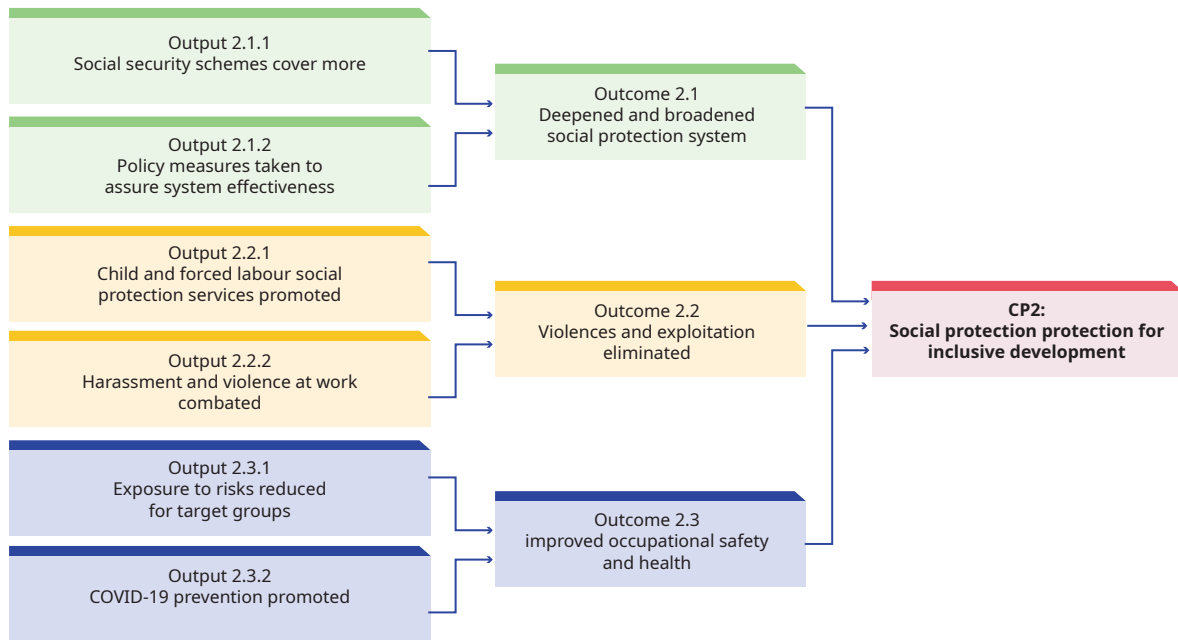 Output 2.1.1
Social security schemes cover more
Output 2.1.2
Policy measures taken to
assure system effectiveness
Outcome 2.1
Deepened and broadened
social protection system
Output 2.2.1
Child and forced labour social
protection services promoted
Output 2.2.2
Harassment and violence at work
combated
Outcome 2.2
Violences and exploitation
eliminated
Output 2.3.1
Exposure to risks reduced
for target groups
Output 2.3.2
COVID-19 prevention promoted
Outcome 2.3
improved occupational safety
and health
CP2:
Social protection protection for
inclusive development